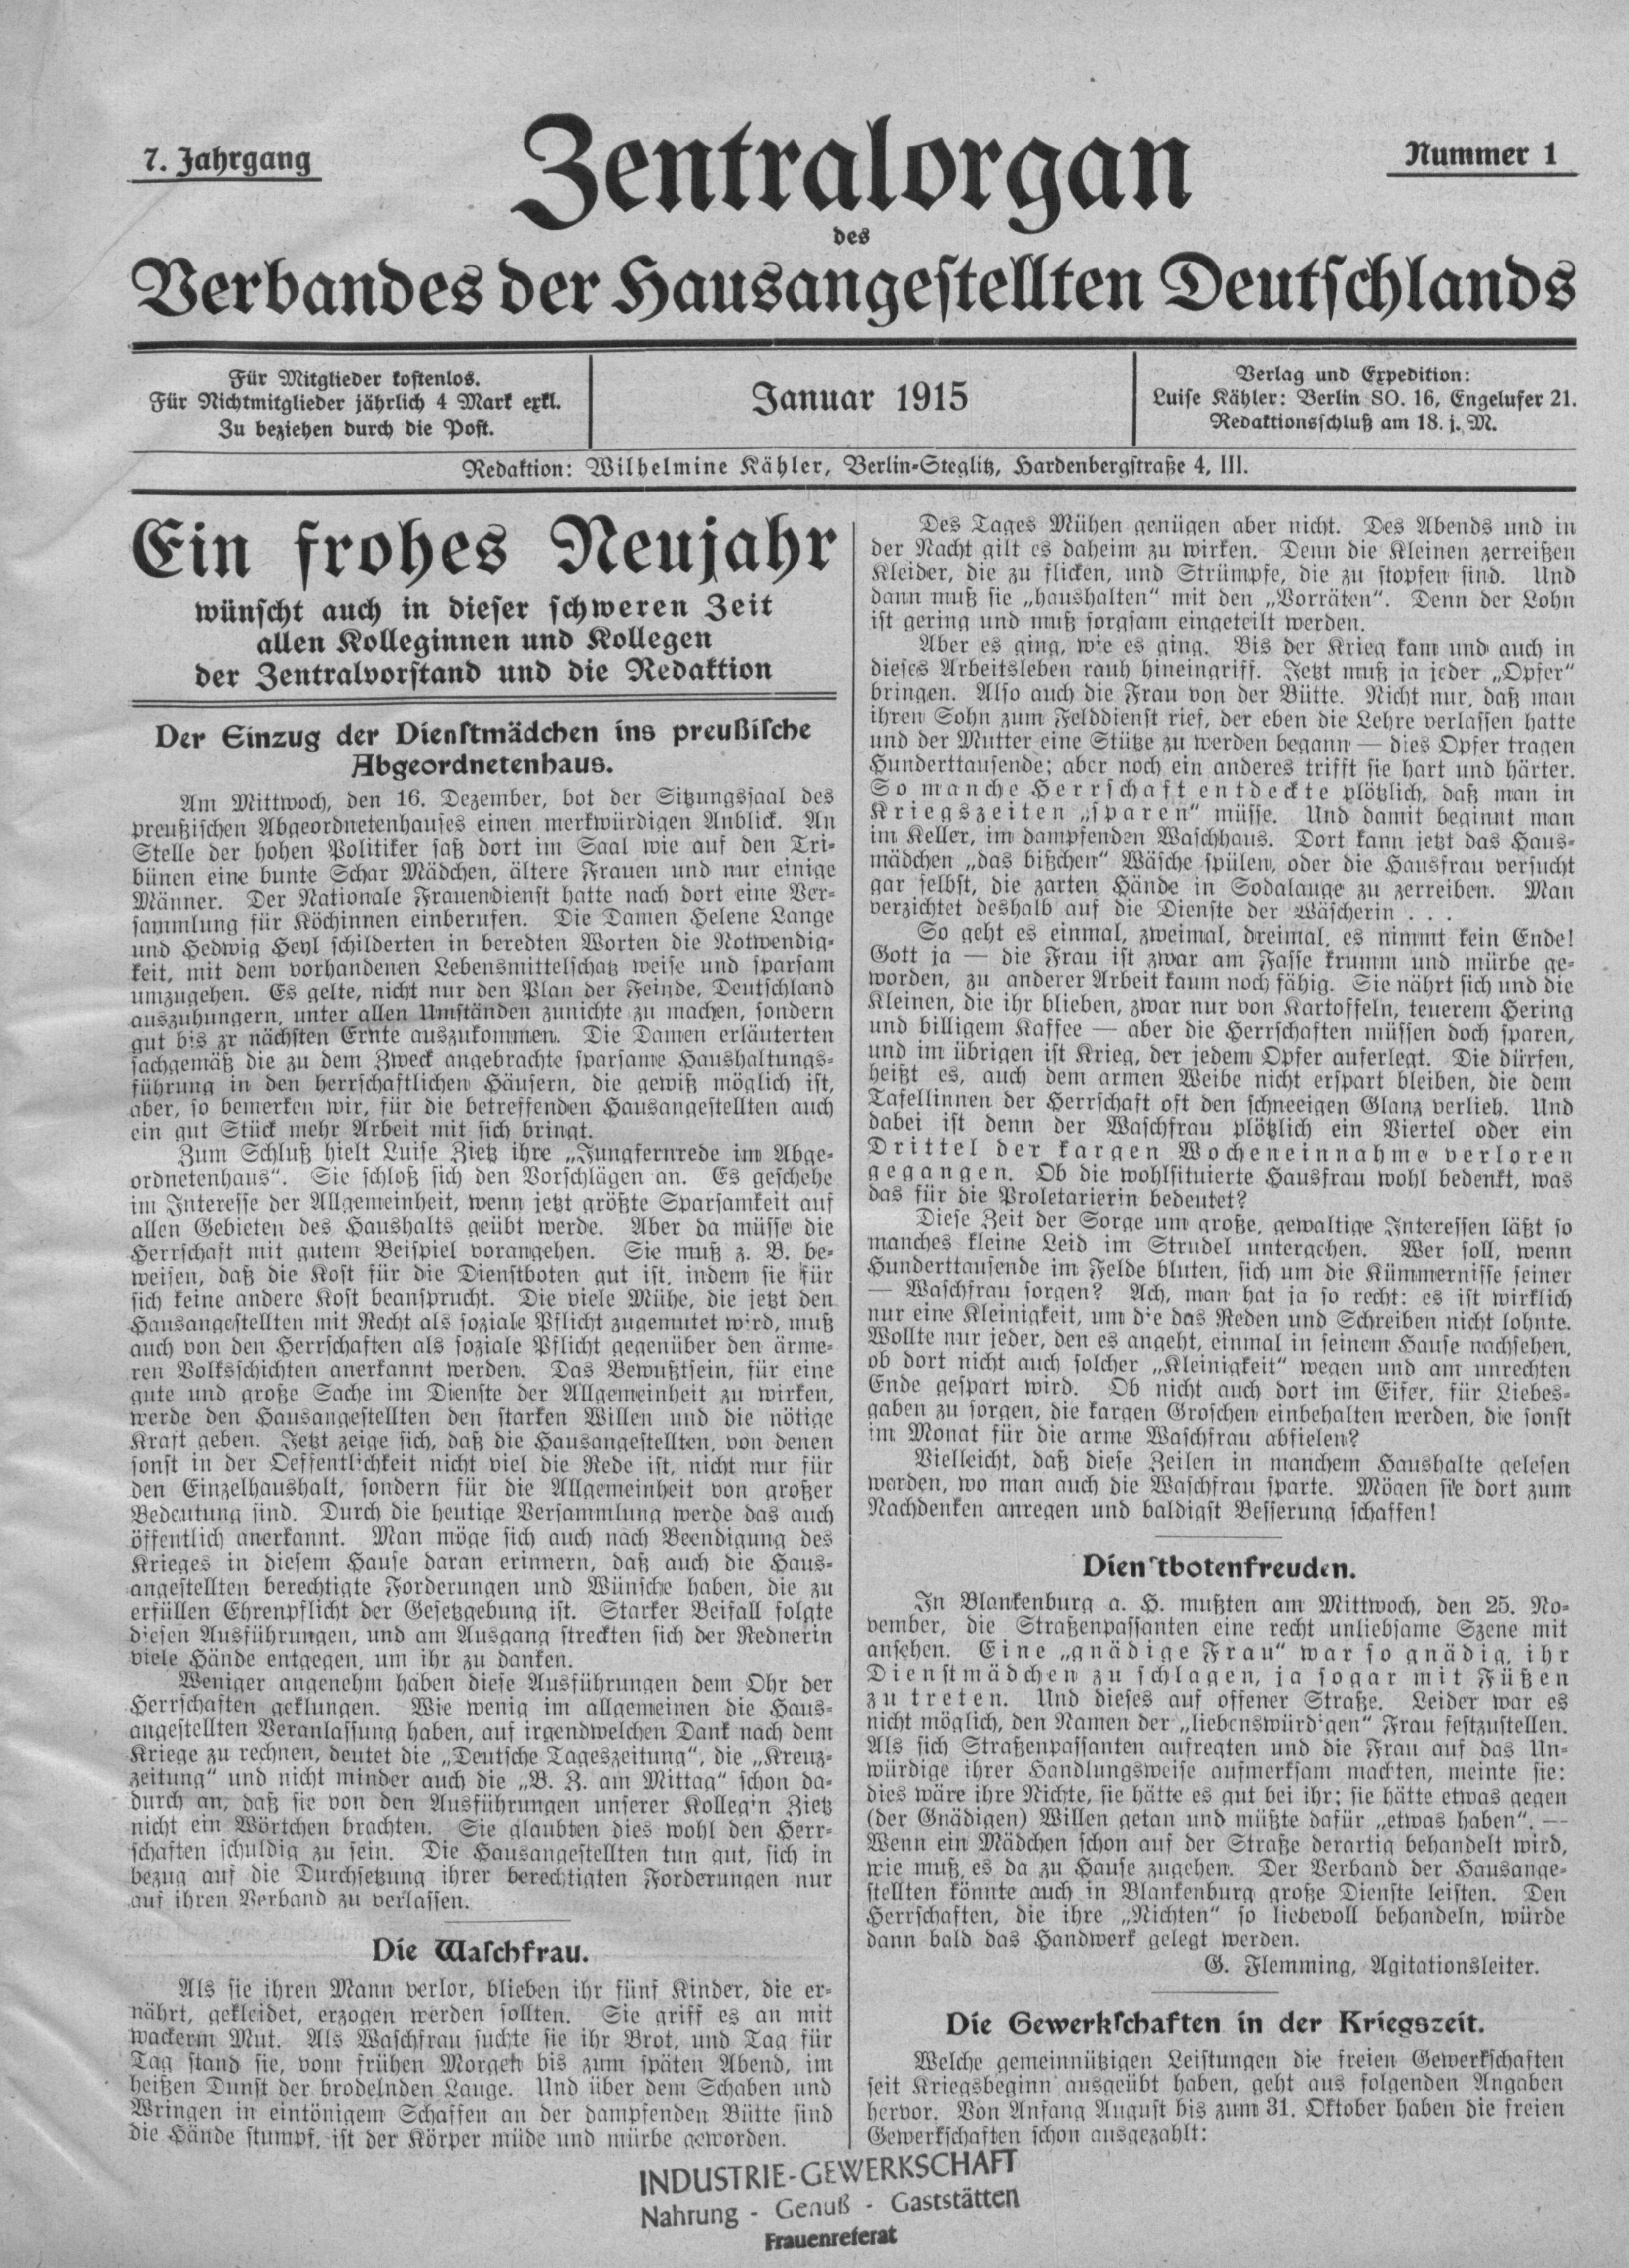 7. Jahrgang
Nummer 1
Zentralorgan
des
Verbandes der Hausangestellten Deutschlands
Für Mitglieder kostenlos.
Für Nichtmitglieder jährlich 4 Mark exkl.
Zu beziehen durch die Post.
Januar 1915
Verlag und Expedition:
Luise Kähler: Berlin SO. 16, Engelufer 21.
Redaktionsschluß am 18. j. M.
Redaktion: Wilhelmine Kähler, Berlin-Steglitz, Hardenbergstraße 4, III.
Ein frohes Neujahr
wünscht auch in dieser schweren Zeit
allen Kolleginnen und Kollegen
der Zentralvorstand und die Redaktion
Der Einzug der Dienstmädchen ins preußische
Abgeordnetenhaus.
Am Mittwoch, den 16. Dezember, bot der Sitzungssaal des
preußischen Abgeordnetenhauses einen merkwürdigen Anblick. An
Stelle der hohen Politiker saß dort im Saal wie auf den Tri-
bünen eine bunte Schar Mädchen, ältere Frauen und nur einige
Männer. Der Nationale Frauendienst hatte nach dort eine Ver-
sammlung für Köchinnen einberufen. Die Damen Helene Lange
und Hedwig Heyl schilderten in beredten Worten die Notwendig-
keit, mit dem vorhandenen Lebensmittelschatz weise und sparsam
umzugehen. Es gelte, nicht nur den Plan der Feinde, Deutschland
auszuhungern, unter allen Umständen zunichte zu machen, sondern
gut bis zr nächsten Ernte auszukommen. Die Damen erläuterten
sachgemäß die zu dem Zweck angebrachte sparsame Haushaltungs-
führung in den herrschaftlichen Häusern, die gewiß möglich ist,
aber, so bemerken wir, für die betreffenden Hausangestellten auch
ein gut Stück mehr Arbeit mit sich bringt.
Zum Schluß hielt Luise Zietz ihre „Jungfernrede im Abge-
ordnetenhaus“. Sie schloß sich den Vorschlägen an. Es geschehe
im Interesse der Allgemeinheit, wenn jetzt größte Sparsamkeit auf
allen Gebieten des Haushalts geübt werde. Aber da müsse die
Herrschaft mit gutem Beispiel vorangehen. Sie muß z. B. be-
weisen, daß die Kost für die Dienstboten gut ist, indem sie für
sich keine andere Kost beansprucht. Die viele Mühe, die jetzt den
Hausangestellten mit Recht als soziale Pflicht zugemutet wird, muß
auch von den Herrschaften als soziale Pflicht gegenüber den ärme-
ren Volksschichten anerkannt werden. Das Bewußtsein, für eine
gute und große Sache im Dienste der Allgemeinheit zu wirken,
werde den Hausangestellten den starken Willen und die nötige
Kraft geben. Jetzt zeige sich, daß die Hausangestellten, von denen
sonst in der Oeffentlichkeit nicht viel die Rede ist, nicht nur für
den Einzelhaushalt, sondern für die Allgemeinheit von großer
Bedeutung sind. Durch die heutige Versammlung werde das auch
öffentlich anerkannt. Man möge sich auch nach Beendigung des
Krieges in diesem Hause daran erinnern, daß auch die Haus-
angestellten berechtigte Forderungen und Wünsche haben, die zu
erfüllen Ehrenpflicht der Gesetzgebung ist. Starker Beifall folgte
diesen Ausführungen, und am Ausgang streckten sich der Rednerin
viele Hände entgegen, um ihr zu danken.
Weniger angenehm haben diese Ausführungen dem Ohr der
Herrschaften geklungen. Wie wenig im allgemeinen die Haus-
angestellten Veranlassung haben, auf irgendwelchen Dank nach dem
Kriege zu rechnen, deutet die „Deutsche Tageszeitung“, die „Kreuz-
zeitung“ und nicht minder auch die „B. Z. am Mittag“ schon da-
durch an, daß sie von den Ausführungen unserer Kollegin Zietz
nicht ein Wörtchen brachten. Sie glaubten dies wohl den Herr-
schaften schuldig zu sein. Die Hausangestellten tun gut, sich in
bezug auf die Durchsetzung ihrer berechtigten Forderungen nur
auf ihren Verband zu verlassen.
Die Waschfrau.
Als sie ihren Mann verlor, blieben ihr fünf Kinder, die er-
nährt, gekleidet, erzogen werden sollten. Sie griff es an mit
wackerm Mut. Als Waschfrau suchte sie ihr Brot, und Tag für
Tag stand sie, vom frühen Morgen bis zum späten Abend, im
heißen Dunst der brodelnden Lauge. Und über dem Schaben und
Wringen in eintönigem Schaffen an der dampfenden Bütte sind
die Hände stumpf, ist der Körper müde und mürbe geworden.
Des Tages Mühen genügen aber nicht. Des Abends und in
der Nacht gilt es daheim zu wirken. Denn die Kleinen zerreißen
Kleider, die zu flicken, und Strümpfe, die zu stopfen sind. Und
dann muß sie „haushalten“ mit den „Vorräten“. Denn der Lohn
ist gering und muß sorgsam eingeteilt werden.
Aber es ging, wie es ging. Bis der Krieg kam und auch in
dieses Arbeitsleben rauh hineingriff. Jetzt muß ja jeder „Opfer“
bringen. Also auch die Frau von der Bütte. Nicht nur, daß man
ihren Sohn zum Felddienst rief, der eben die Lehre verlassen hatte
und der Mutter eine Stütze zu werden begann — dies Opfer tragen
Hunderttausende; aber noch ein anderes trifft sie hart und härter.
So manche Herrschaft entdeckte plötzlich, daß man in
Kriegszeiten „sparen“ müsse. Und damit beginnt man
im Keller, im dampfenden Waschhaus. Dort kann jetzt das Haus-
mädchen „das bißchen“ Wäsche spülen, oder die Hausfrau versucht
gar selbst, die zarten Hände in Sodalauge zu zerreiben. Man
verzichtet deshalb auf die Dienste der Wäscherin . . .
So geht es einmal, zweimal, dreimal, es nimmt kein Ende!
Gott ja — die Frau ist zwar am Fasse krumm und mürbe ge-
worden, zu anderer Arbeit kaum noch fähig. Sie nährt sich und die
Kleinen, die ihr blieben, zwar nur von Kartoffeln, teuerem Hering
und billigem Kaffee — aber die Herrschaften müssen doch sparen,
und im übrigen ist Krieg, der jedem Opfer auferlegt. Die dürfen,
heißt es, auch dem armen Weibe nicht erspart bleiben, die dem
Tafellinnen der Herrschaft oft den schneeigen Glanz verlieh. Und
dabei ist denn der Waschfrau plötzlich ein Viertel oder ein
Drittel der kargen Wocheneinnahme verloren
gegangen. Ob die wohlsituierte Hausfrau wohl bedenkt, was
das für die Proletarierin bedeutet?
Diese Zeit der Sorge um große, gewaltige Interessen läßt so
manches kleine Leid im Strudel untergehen. Wer soll, wenn
Hunderttausende im Felde bluten, sich um die Kümmernisse seiner
— Waschfrau sorgen? Ach, man hat ja so recht: es ist wirklich
nur eine Kleinigkeit, um die das Reden und Schreiben nicht lohnte.
Wollte nur jeder, den es angeht, einmal in seinem Hause nachsehen,
ob dort nicht auch solcher „Kleinigkeit“ wegen und am unrechten
Ende gespart wird. Ob nicht auch dort im Eifer, für Liebes-
gaben zu sorgen, die kargen Groschen einbehalten werden, die sonst
im Monat für die arme Waschfrau abfielen?
Vielleicht, daß diese Zeilen in manchem Haushalte gelesen
werden, wo man auch die Waschfrau sparte. Mögen sie dort zum
Nachdenken anregen und baldigst Besserung schaffen!
Dien tbotenfreuden.
In Blankenburg a. H. mußten am Mittwoch, den 25. No-
vember, die Straßenpassanten eine recht unliebsame Szene mit
ansehen. Eine „gnädige Frau“ war so gnädig, ihr
Dienstmädchen zu schlagen, ja sogar mit Füßen
zu treten. Und dieses auf offener Straße. Leider war es
nicht möglich, den Namen der „liebenswürdigen“ Frau festzustellen.
Als sich Straßenpassanten aufregten und die Frau auf das Un-
würdige ihrer Handlungsweise aufmerksam machten, meinte sie:
dies wäre ihre Nichte, sie hätte es gut bei ihr; sie hätte etwas gegen
(der Gnädigen) Willen getan und müßte dafür „etwas haben“. —
Wenn ein Mädchen schon auf der Straße derartig behandelt wird,
wie muß es da zu Hause zugehen. Der Verband der Hausange-
stellten könnte auch in Blankenburg große Dienste leisten. Den
Herrschaften, die ihre „Nichten“ so liebevoll behandeln, würde
dann bald das Handwerk gelegt werden.
G. Flemming, Agitationsleiter.
Die Gewerkschaften in der Kriegszeit.
Welche gemeinnützigen Leistungen die freien Gewerkschaften
seit Kriegsbeginn ausgeübt haben, geht aus folgenden Angaben
hervor. Von Anfang August bis zum 31. Oktober haben die freien
Gewerkschaften schon ausgezahlt:
INDUSTRIE-GEWERKSCHAFT
Nahrung - Genuß - Gaststätten
Frauenreferat